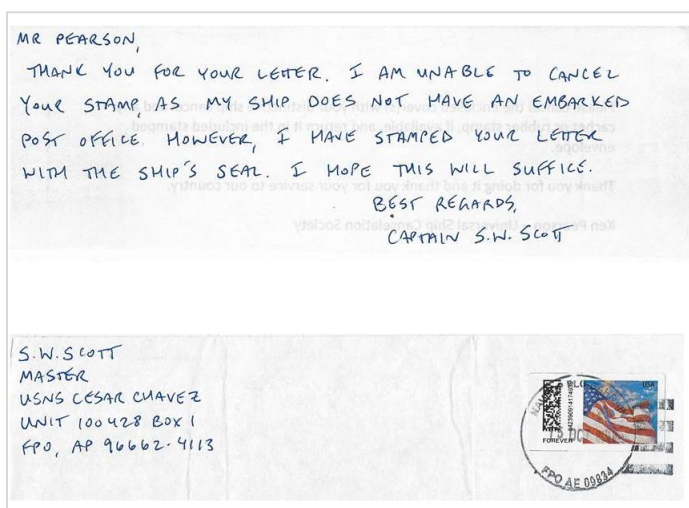 MR PEARSON,
THANK YOU FOR YOUR LETTER. I AM UNABLE TO CANCEL
YOUR STAMP, AS MY SHIP DOES NOT HAVE AN EMBARKED
POST OFFICE. HOWEVER, I HAVE STAMPED YOUR LETTER
WITH THE SHIP'S SEAL. I HOPE THIS WILL SUFFICE.
BEST REGARDS,
CAPTAIN S.W. SCOTT
S.W. SCOTT
MASTER
USNS CESAR CHAVEZ
UNIT 100428 BOX 1
FPO, AP 96662-4113
USA
FOREVER
FPO AE 09834